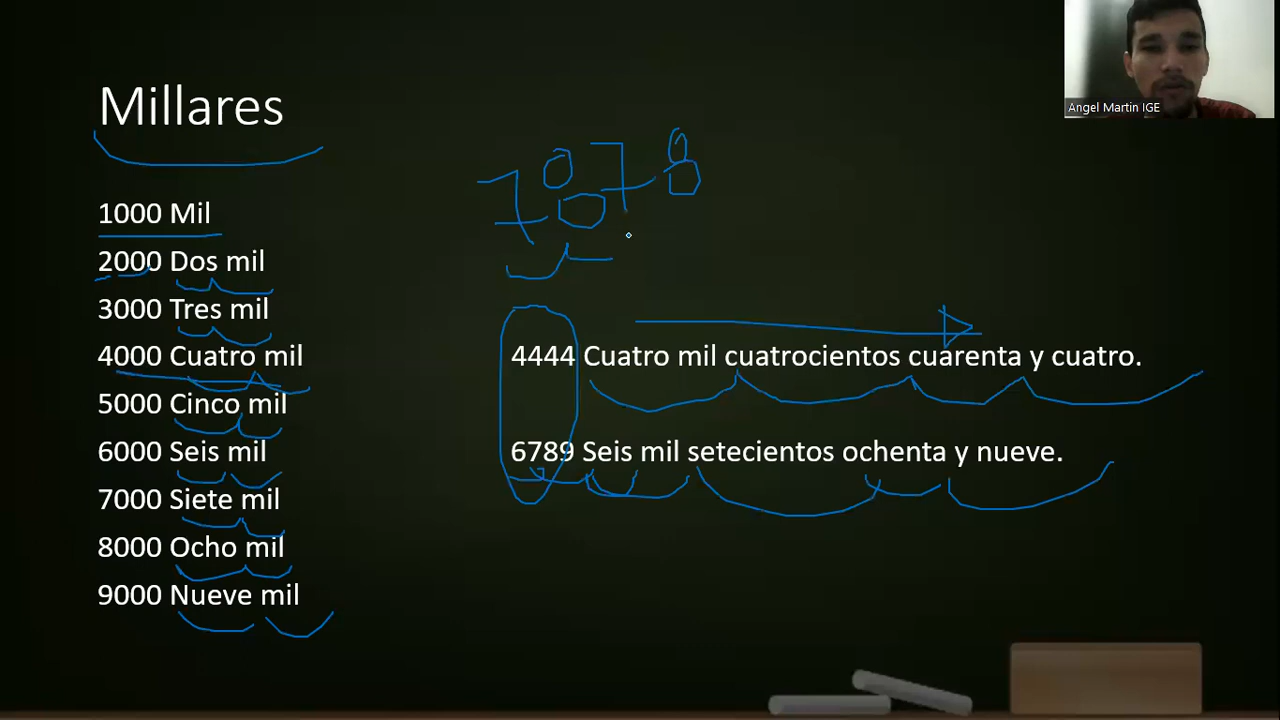 Angel Martin IGE
Millares
7878
1000 Mil
2000 Dos mil
3000 Tres mil
4000 Cuatro mil
5000 Cinco mil
6000 Seis mil
7000 Siete mil
8000 Ocho mil
9000 Nueve mil
4444 Cuatro mil cuatrocientos cuarenta y cuatro.
6789 Seis mil setecientos ochenta y nueve.